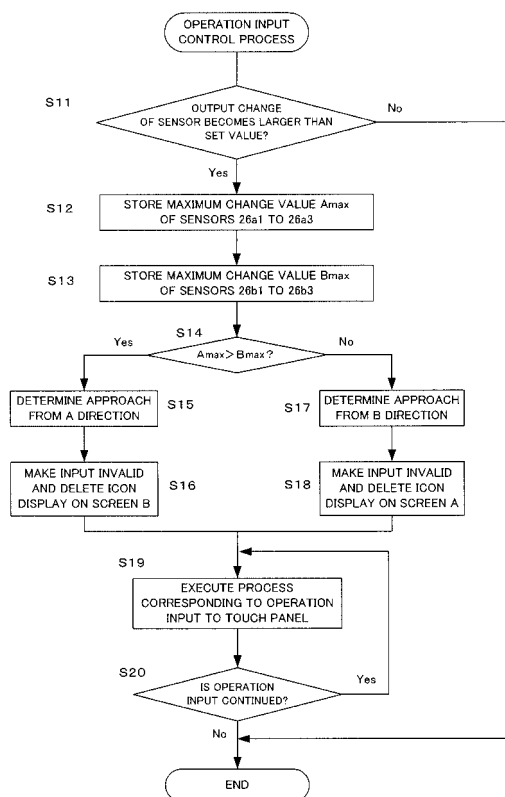 OPERATION INPUT
CONTROL PROCESS
S11
OUTPUT CHANGE
OF SENSOR BECOMES LARGER THAN
SET VALUE?
No
Yes
S12
STORE MAXIMUM CHANGE VALUE Amax
OF SENSORS 26a1 TO 26a3
S13
STORE MAXIMUM CHANGE VALUE Bmax
OF SENSORS 26b1 TO 26b3
S14
Yes
Amax>Bmax?
No
DETERMINE APPROACH
FROM A DIRECTION
S15
S17
DETERMINE APPROACH
FROM B DIRECTION
MAKE INPUT INVALID
AND DELETE ICON
DISPLAY ON SCREEN B
S16
S18
MAKE INPUT INVALID
AND DELETE ICON
DISPLAY ON SCREEN A
S19
EXECUTE PROCESS
CORRESPONDING TO OPERATION
INPUT TO TOUCH PANEL
S20
IS OPERATION
INPUT CONTINUED?
Yes
No
END